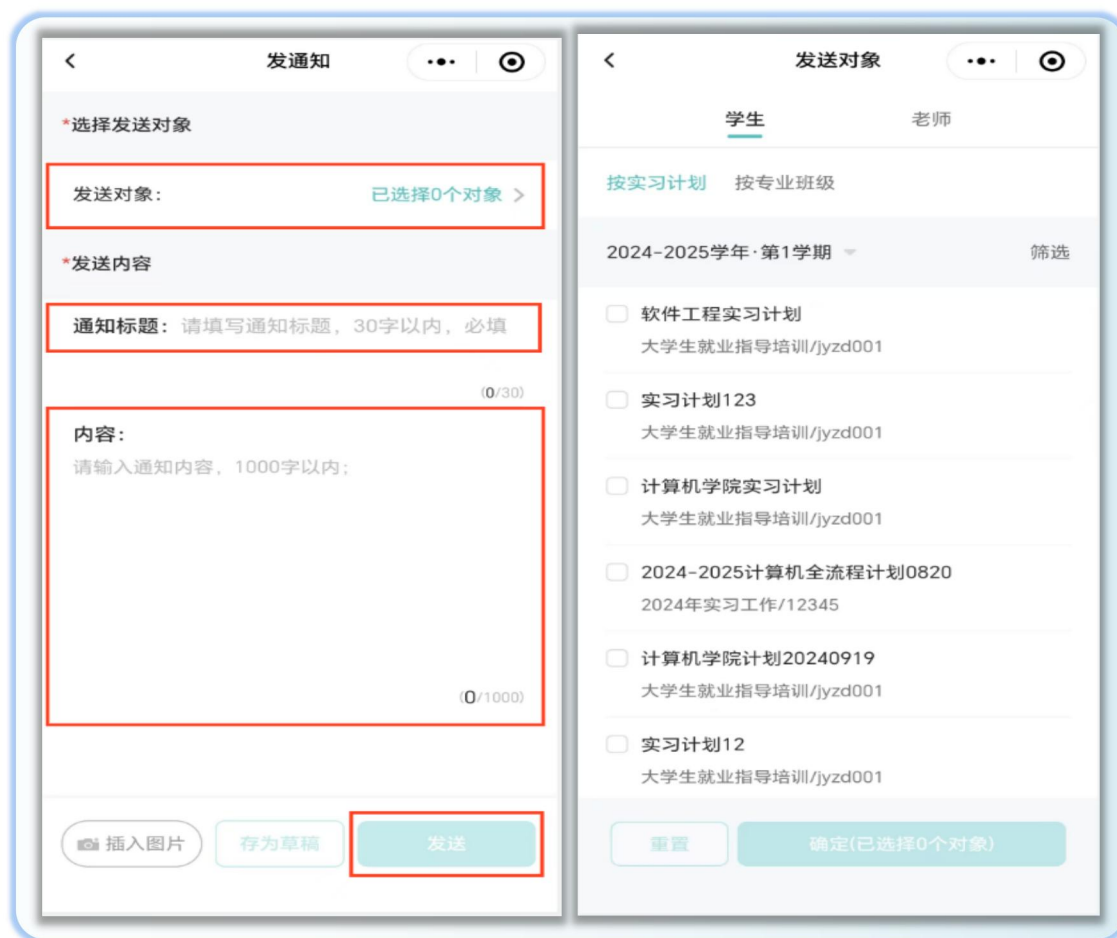 发通知
*选择发送对象
发送对象：
已选择0个对象 >
*发送内容
通知标题：请填写通知标题，30字以内，必填
(0/30)
内容：
请输入通知内容，1000字以内；
(0/1000)
插入图片
存为草稿
发送
发送对象
学生
老师
按实习计划
按专业班级
2024-2025学年·第1学期
筛选
软件工程实习计划
大学生就业指导培训/jyzd001
实习计划123
大学生就业指导培训/jyzd001
计算机学院实习计划
大学生就业指导培训/jyzd001
2024-2025计算机全流程计划0820
2024年实习工作/12345
计算机学院计划20240919
大学生就业指导培训/jyzd001
实习计划12
大学生就业指导培训/jyzd001
重置
确定(已选择0个对象)